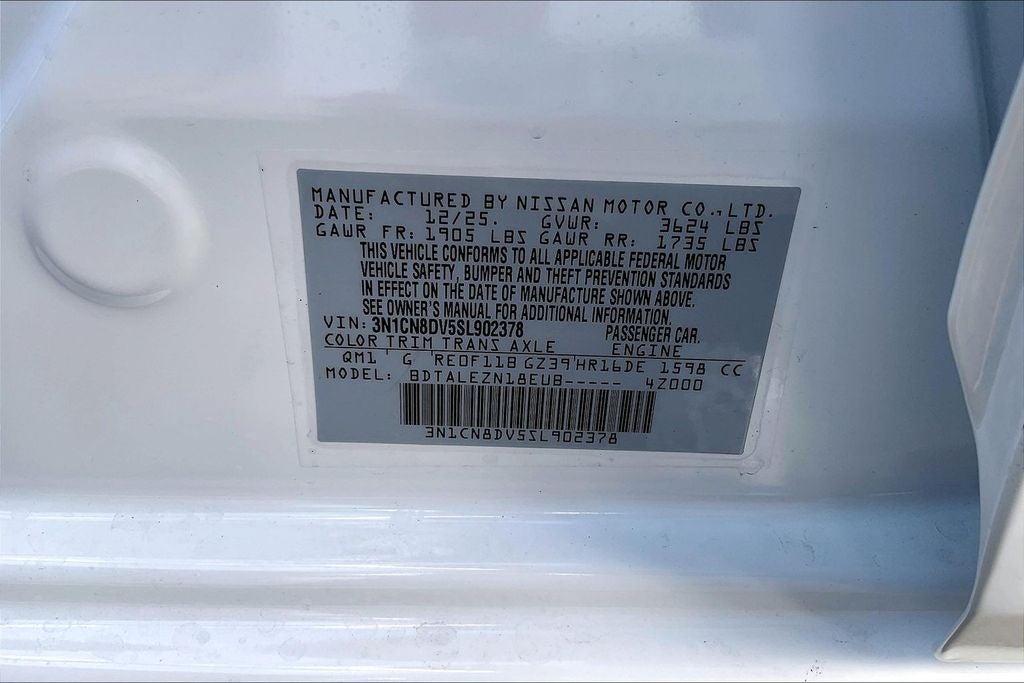 MANUFACTURED BY NISSAN MOTOR CO.,LTD.
DATE: 12/25. GVWR: 3624 LBS
GAWR FR: 1905 LBS GAWR RR: 1735 LBS
THIS VEHICLE CONFORMS TO ALL APPLICABLE FEDERAL MOTOR
VEHICLE SAFETY, BUMPER AND THEFT PREVENTION STANDARDS
IN EFFECT ON THE DATE OF MANUFACTURE SHOWN ABOVE.
SEE OWNER'S MANUAL FOR ADDITIONAL INFORMATION.
VIN: 3N1CN8DV5SL902378 PASSENGER CAR.
COLOR TRIM TRANS AXLE ENGINE
QM1 G RE0F11B GZ39 HR16DE 1598 CC
MODEL: BDTALEZN18EUB----- 4Z000
3N1CN8DV5SL902378